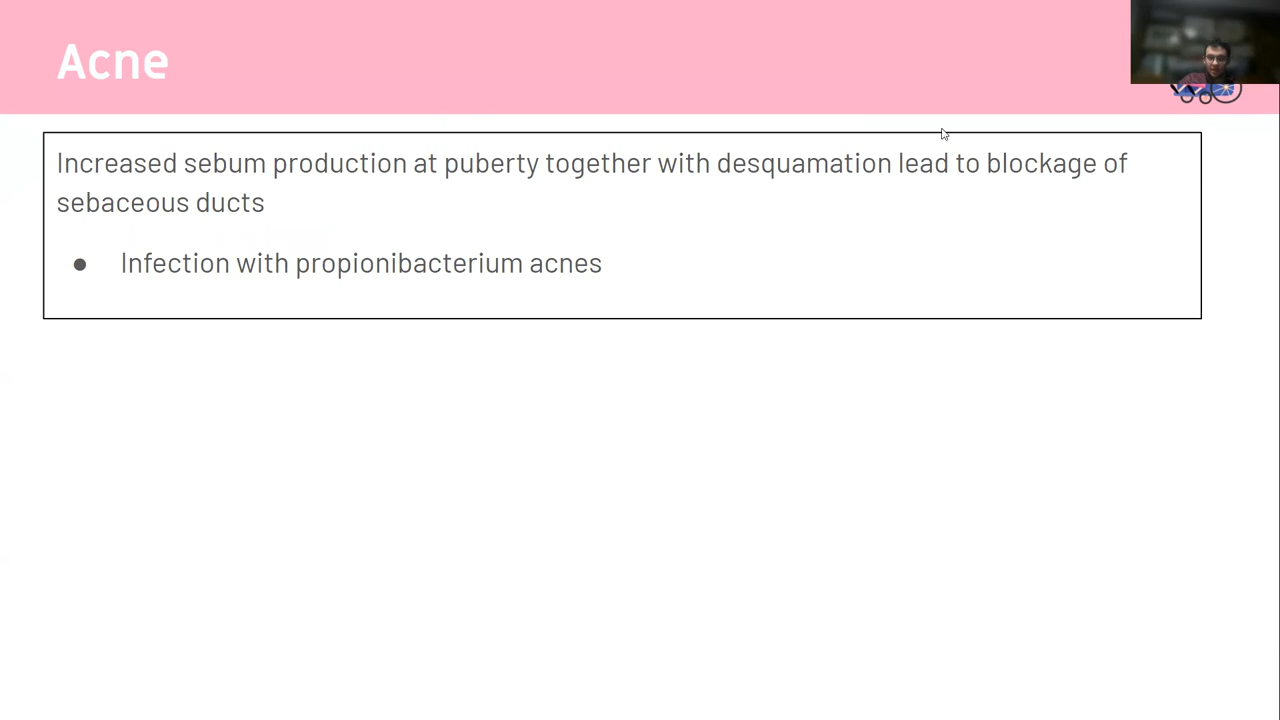 Acne
Increased sebum production at puberty together with desquamation lead to blockage of
sebaceous ducts
● Infection with propionibacterium acnes